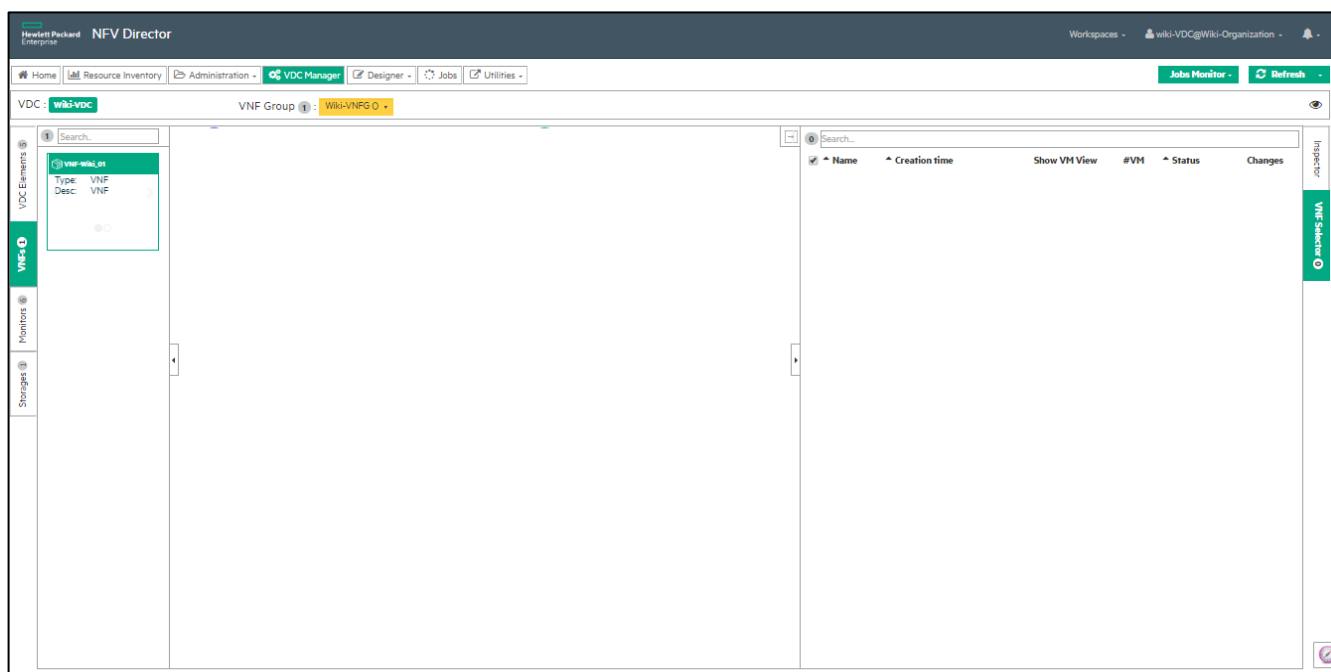 Hewlett Packard
Enterprise
NFV Director
Workspaces
wiki-VDC@Wiki-Organization
Home
Resource Inventory
Administration
VDC Manager
Designer
Jobs
Utilities
Jobs Monitor
Refresh
VDC : wiki-VDC
VNF Group 1 : Wiki-VNFG ()
VDC Elements 5
VNFs 1
Monitors 5
Storages 1
1 Search..
VNF-Wiki_01
Type: VNF
Desc: VNF
0 Search...
Name Creation time Show VM View #VM Status Changes
Inspector
VNF Selector 0